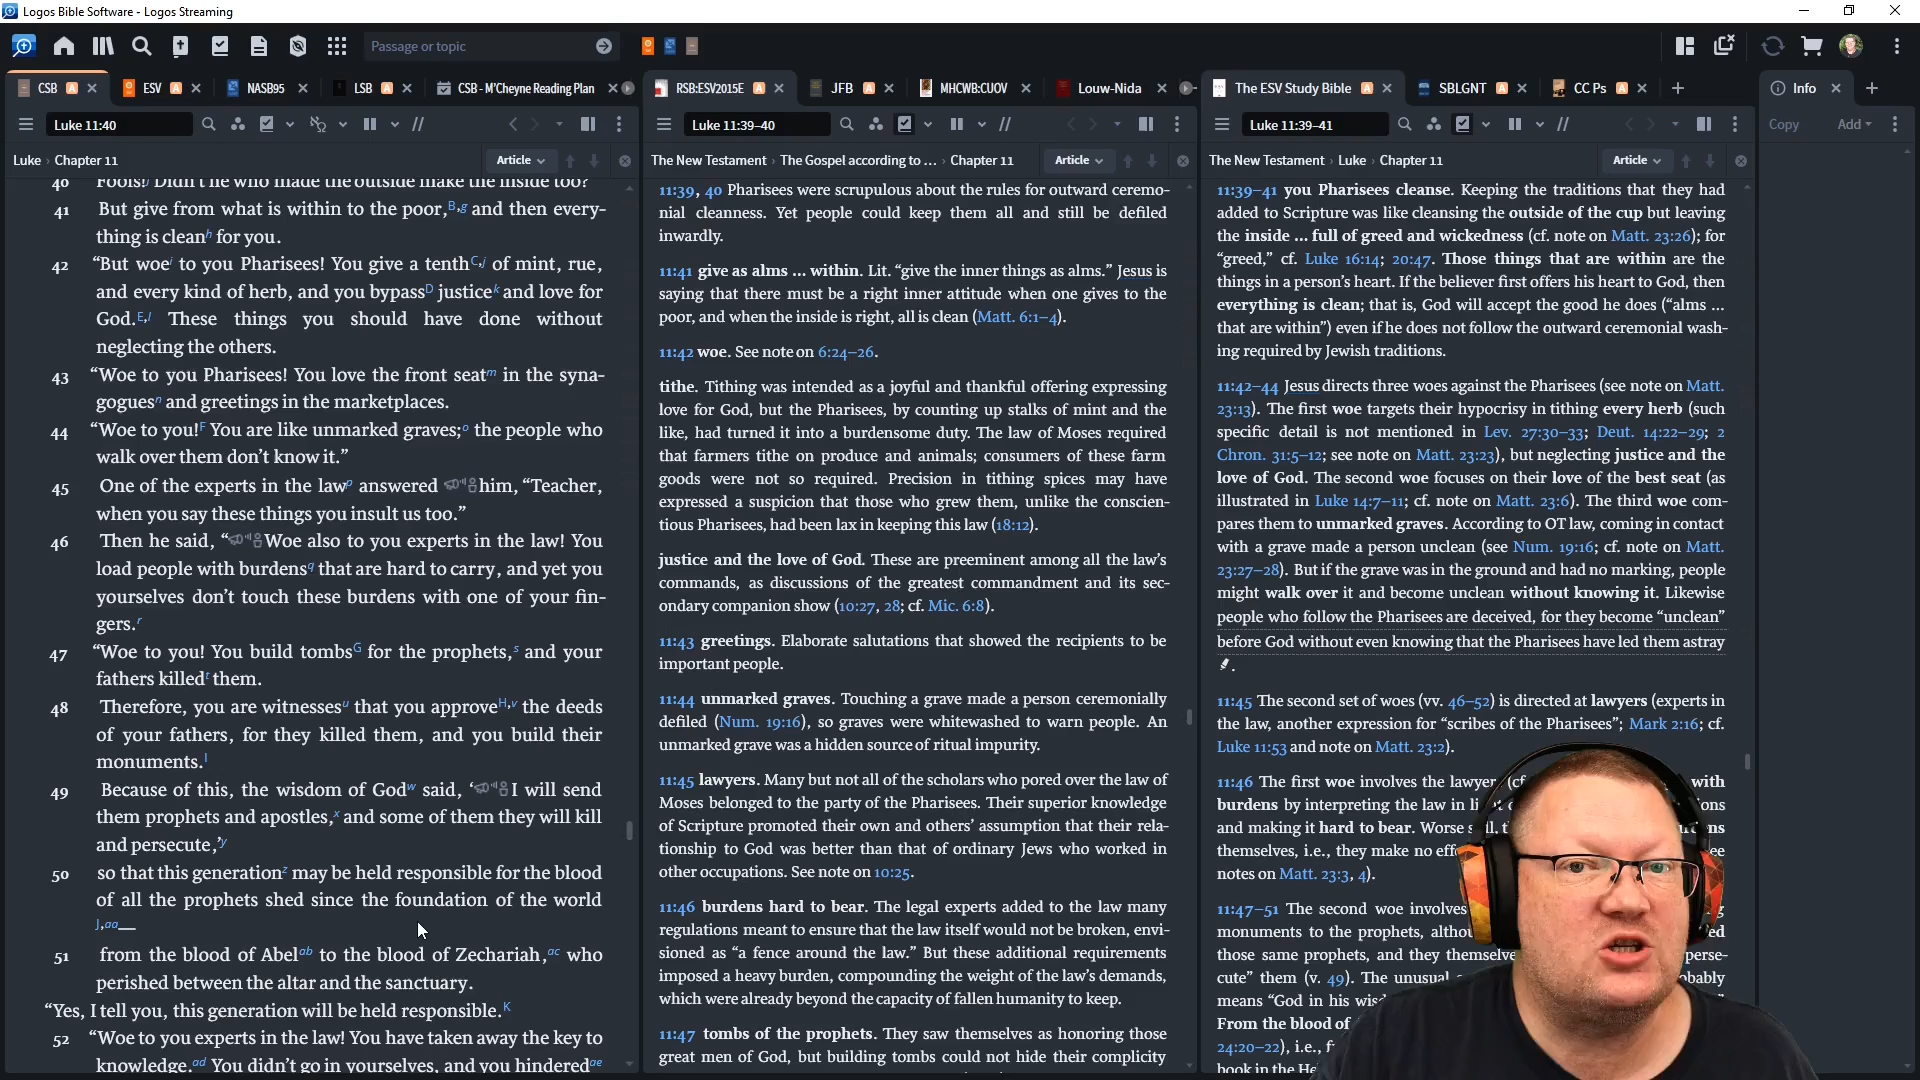 Logos Bible Software - Logos Streaming
Passage or topic
CSB A
ESV A
NASB95
LSB A
CSB - M'Cheyne Reading Plan
RSB:ESV2015E A
JFB A
MHCWB:CUOV
Louw-Nida
The ESV Study Bible A
SBLGNT A
CC Ps A
Info
Luke 11:40
Luke 11:39–40
Luke 11:39–41
Copy
Add
Luke › Chapter 11
Article
The New Testament › The Gospel according to ... › Chapter 11
Article
The New Testament › Luke › Chapter 11
Article
40 Fools! Didn't he who made the outside make the inside too?
41 But give from what is within to the poor,B,g and then every-
thing is cleanh for you.
42 “But woei to you Pharisees! You give a tenthC,j of mint, rue,
and every kind of herb, and you bypassD justicek and love for
God.E,l These things you should have done without
neglecting the others.
43 “Woe to you Pharisees! You love the front seatm in the syna-
goguesn and greetings in the marketplaces.
44 “Woe to you!F You are like unmarked graves;o the people who
walk over them don’t know it.”
45 One of the experts in the lawp answered him, “Teacher,
when you say these things you insult us too.”
46 Then he said, “Woe also to you experts in the law! You
load people with burdensq that are hard to carry, and yet you
yourselves don’t touch these burdens with one of your fin-
gers.r
47 “Woe to you! You build tombsG for the prophets,s and your
fathers killedt them.
48 Therefore, you are witnessesu that you approveH,v the deeds
of your fathers, for they killed them, and you build their
monuments.I
49 Because of this, the wisdom of Godw said, ‘I will send
them prophets and apostles,x and some of them they will kill
and persecute,’y
50 so that this generationz may be held responsible for the blood
of all the prophets shed since the foundation of the world
J,aa—
51 from the blood of Abelab to the blood of Zechariah,ac who
perished between the altar and the sanctuary.
“Yes, I tell you, this generation will be held responsible.K
52 “Woe to you experts in the law! You have taken away the key to
knowledge.ad You didn’t go in yourselves, and you hinderedae
11:39, 40 Pharisees were scrupulous about the rules for outward ceremo-
nial cleanness. Yet people could keep them all and still be defiled
inwardly.
11:41 give as alms ... within. Lit. “give the inner things as alms.” Jesus is
saying that there must be a right inner attitude when one gives to the
poor, and when the inside is right, all is clean (Matt. 6:1–4).
11:42 woe. See note on 6:24–26.
tithe. Tithing was intended as a joyful and thankful offering expressing
love for God, but the Pharisees, by counting up stalks of mint and the
like, had turned it into a burdensome duty. The law of Moses required
that farmers tithe on produce and animals; consumers of these farm
goods were not so required. Precision in tithing spices may have
expressed a suspicion that those who grew them, unlike the conscien-
tious Pharisees, had been lax in keeping this law (18:12).
justice and the love of God. These are preeminent among all the law’s
commands, as discussions of the greatest commandment and its sec-
ondary companion show (10:27, 28; cf. Mic. 6:8).
11:43 greetings. Elaborate salutations that showed the recipients to be
important people.
11:44 unmarked graves. Touching a grave made a person ceremonially
defiled (Num. 19:16), so graves were whitewashed to warn people. An
unmarked grave was a hidden source of ritual impurity.
11:45 lawyers. Many but not all of the scholars who pored over the law of
Moses belonged to the party of the Pharisees. Their superior knowledge
of Scripture promoted their own and others’ assumption that their rela-
tionship to God was better than that of ordinary Jews who worked in
other occupations. See note on 10:25.
11:46 burdens hard to bear. The legal experts added to the law many
regulations meant to ensure that the law itself would not be broken, envi-
sioned as “a fence around the law.” But these additional requirements
imposed a heavy burden, compounding the weight of the law’s demands,
which were already beyond the capacity of fallen humanity to keep.
11:47 tombs of the prophets. They saw themselves as honoring those
great men of God, but building tombs could not hide their complicity
11:39–41 you Pharisees cleanse. Keeping the traditions that they had
added to Scripture was like cleansing the outside of the cup but leaving
the inside ... full of greed and wickedness (cf. note on Matt. 23:26); for
“greed,” cf. Luke 16:14; 20:47. Those things that are within are the
things in a person’s heart. If the believer first offers his heart to God, then
everything is clean; that is, God will accept the good he does (“alms ...
that are within”) even if he does not follow the outward ceremonial wash-
ing required by Jewish traditions.
11:42–44 Jesus directs three woes against the Pharisees (see note on Matt.
23:13). The first woe targets their hypocrisy in tithing every herb (such
specific detail is not mentioned in Lev. 27:30–33; Deut. 14:22–29; 2
Chron. 31:5–12; see note on Matt. 23:23), but neglecting justice and the
love of God. The second woe focuses on their love of the best seat (as
illustrated in Luke 14:7–11; cf. note on Matt. 23:6). The third woe com-
pares them to unmarked graves. According to OT law, coming in contact
with a grave made a person unclean (see Num. 19:16; cf. note on Matt.
23:27–28). But if the grave was in the ground and had no marking, people
might walk over it and become unclean without knowing it. Likewise
people who follow the Pharisees are deceived, for they become “unclean”
before God without even knowing that the Pharisees have led them astray
.
11:45 The second set of woes (vv. 46–52) is directed at lawyers (experts in
the law, another expression for “scribes of the Pharisees”; Mark 2:16; cf.
Luke 11:53 and note on Matt. 23:2).
11:46 The first woe involves the lawyer with
burdens by interpreting the law in
and making it hard to bear. Worse
themselves, i.e., they make no
notes on Matt. 23:3, 4).
11:47–51 The second woe involves
monuments to the prophets,
those same prophets, and they
cute” them (v. 49). The unusual
means “God in his
From the blood of
24:20–22), i.e.,
book in the